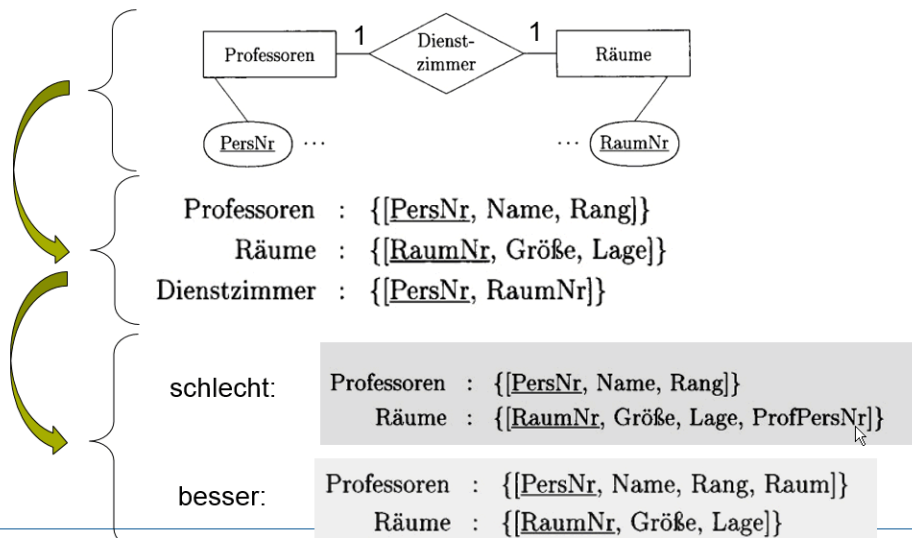 1 Dienst- 1
Professoren zimmer Räume
PersNr ... ... RaumNr
Professoren : {[PersNr, Name, Rang]}
Räume : {[RaumNr, Größe, Lage]}
Dienstzimmer : {[PersNr, RaumNr]}
schlecht:
Professoren : {[PersNr, Name, Rang]}
Räume : {[RaumNr, Größe, Lage, ProfPersNr]}
besser:
Professoren : {[PersNr, Name, Rang, Raum]}
Räume : {[RaumNr, Größe, Lage]}